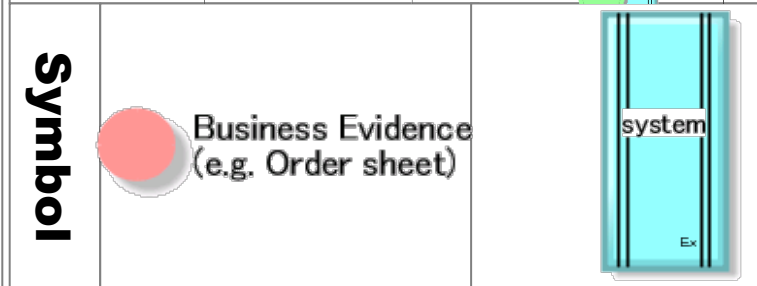 Symbol
Business Evidence
(e.g. Order sheet)
system
Ex